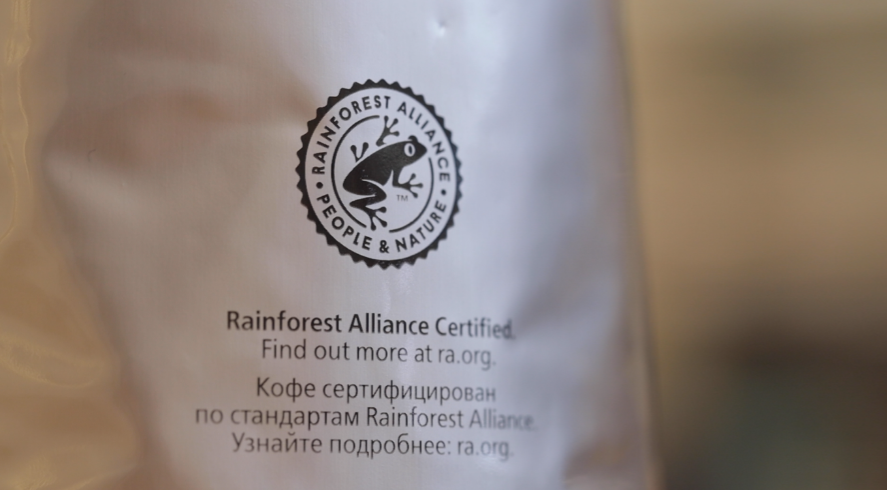 RAINFOREST ALLIANCE
PEOPLE & NATURE
TM
Rainforest Alliance Certified.
Find out more at ra.org.
Кофе сертифицирован
по стандартам Rainforest Alliance.
Узнайте подробнее: ra.org.